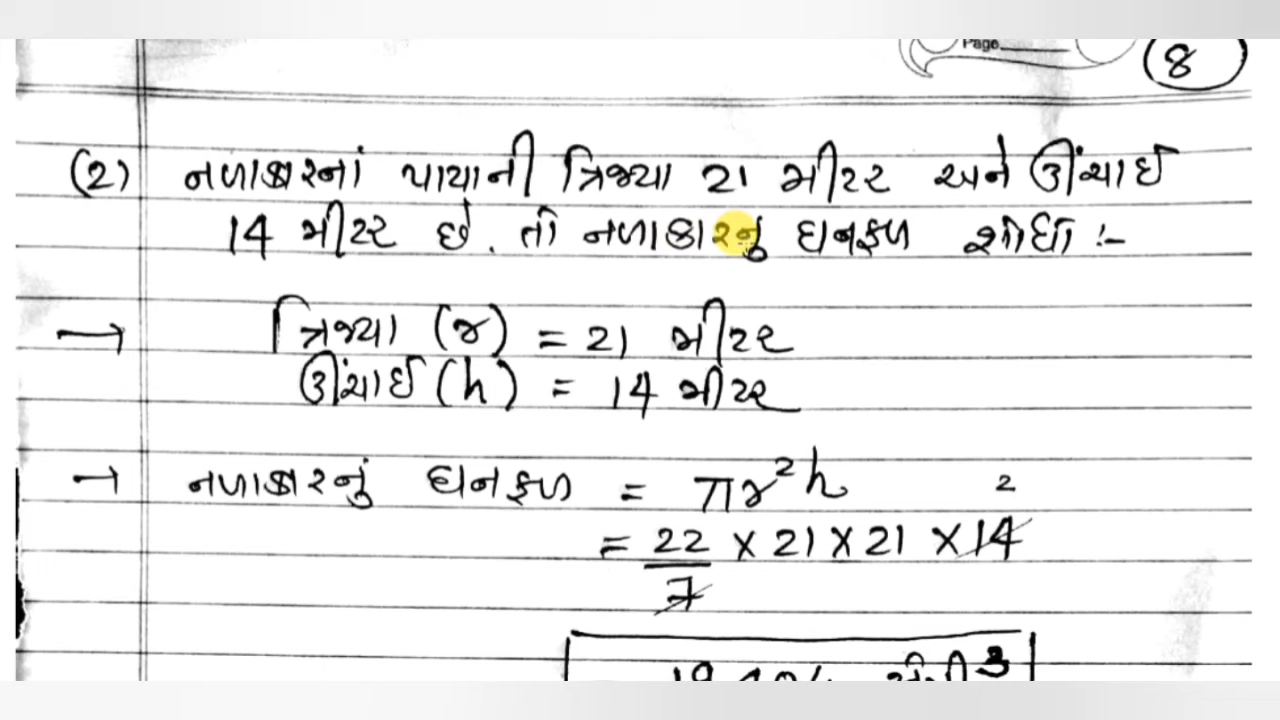 Page
8
(2) નળાકારનાં પાયાની ત્રિજ્યા 21 મીટર અને ઊંચાઈ
14 મીટર છે. તો નળાકારનું ઘનફળ શોધો :-
→ ત્રિજ્યા (r) = 21 મીટર
ઊંચાઈ (h) = 14 મીટર
→ નળાકારનું ઘનફળ = πr²h
2
= 22 × 21 × 21 × 14
7